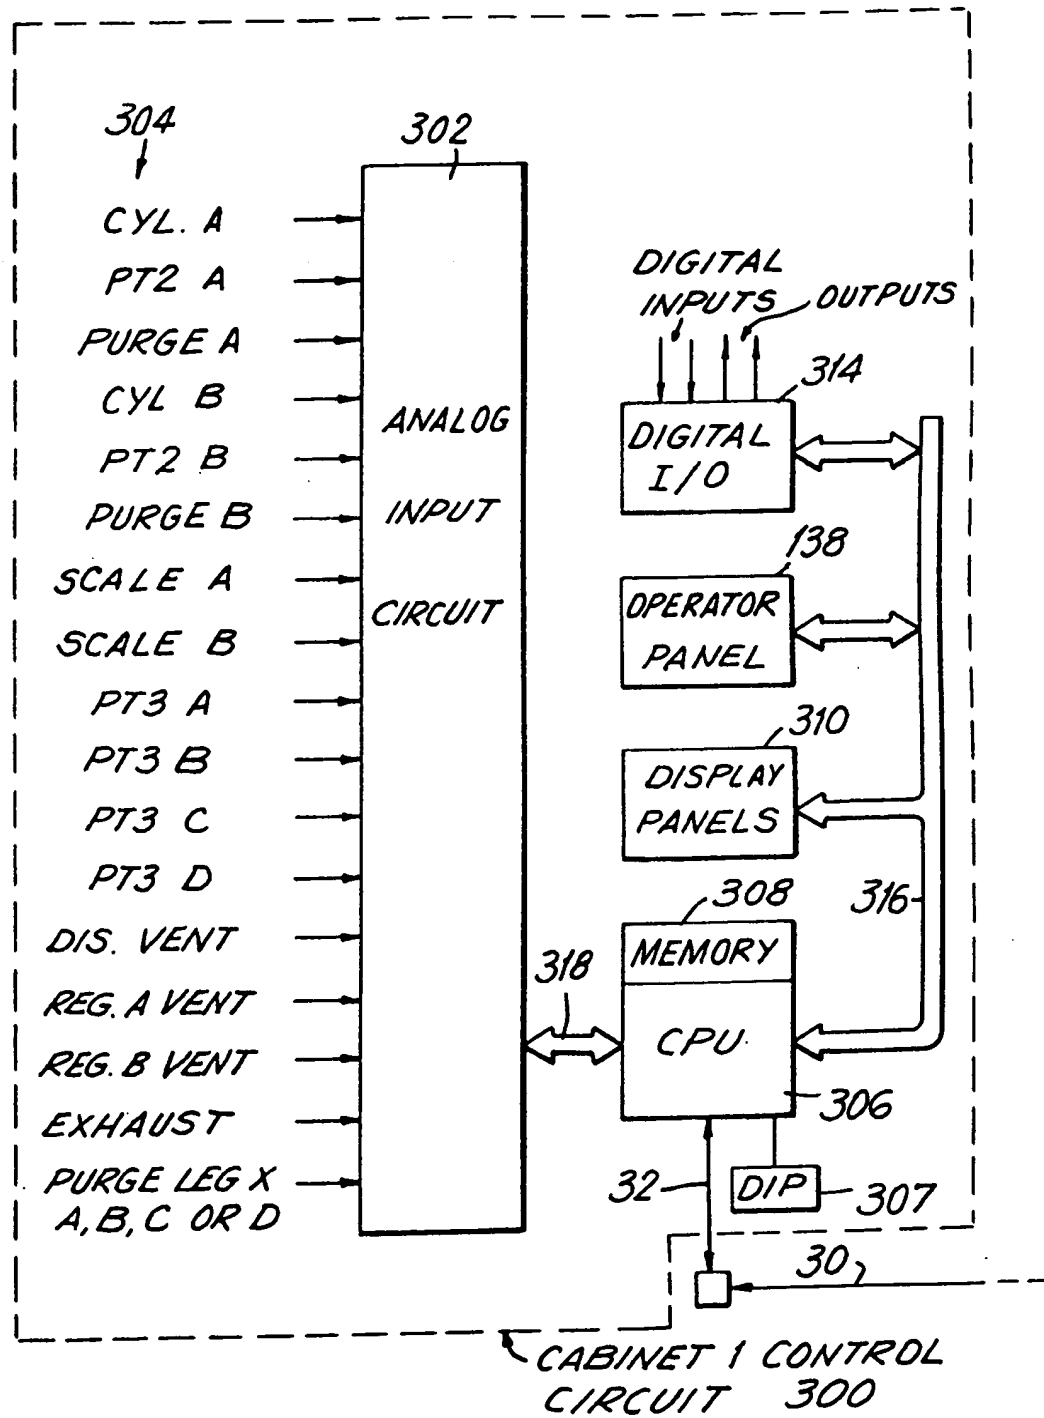 304
302
CYL. A
PT2 A
PURGE A
CYL B
PT2 B
PURGE B
SCALE A
SCALE B
PT3 A
PT3 B
PT3 C
PT3 D
DIS. VENT
REG. A VENT
REG. B VENT
EXHAUST
PURGE LEG X
A, B, C OR D
ANALOG
INPUT
CIRCUIT
DIGITAL
INPUTS
OUTPUTS
314
DIGITAL
I/O
138
OPERATOR
PANEL
310
DISPLAY
PANELS
316
308
MEMORY
318
CPU
306
32
DIP
307
30
CABINET 1 CONTROL
CIRCUIT 300